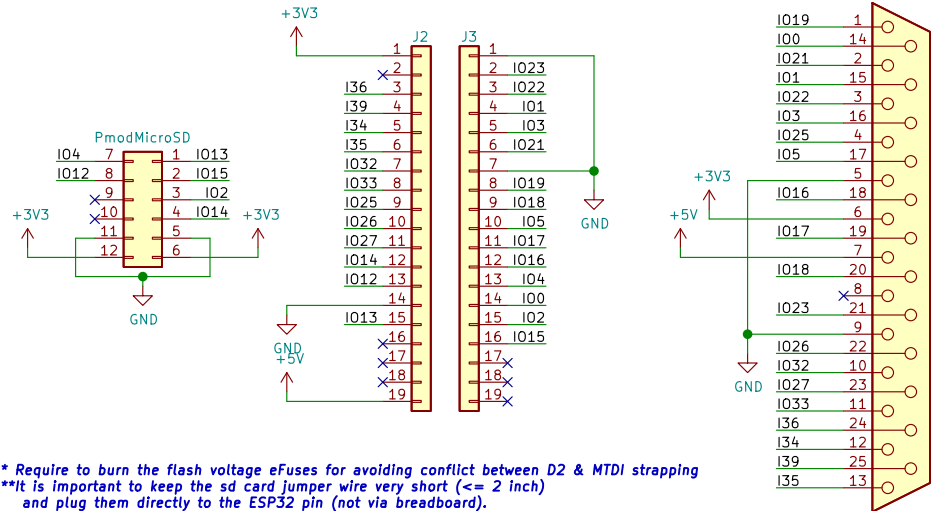 +3V3
J2
J3
1
2
3
4
5
6
7
8
9
10
11
12
13
14
15
16
17
18
19
I36
I39
I34
I35
IO32
IO33
IO25
IO26
IO27
IO14
IO12
IO13
GND
+5V
1
2
3
4
5
6
7
8
9
10
11
12
13
14
15
16
17
18
19
IO23
IO22
IO1
IO3
IO21
IO19
IO18
IO5
IO17
IO16
IO4
IO0
IO2
IO15
GND
PmodMicroSD
IO4 7 1 IO13
IO12 8 2 IO15
9 3 IO2
10 4 IO14
+3V3 11 5 +3V3
12 6
GND
IO19 1
IO0 14
IO21 2
IO1 15
IO22 3
IO3 16
IO25 4
IO5 17
5
+3V3
IO16 18
6
+5V
IO17 19
7
IO18 20
8
IO23 21
9
GND
IO26 22
IO32 10
IO27 23
IO33 11
I36 24
I34 12
I39 25
I35 13
* Require to burn the flash voltage eFuses for avoiding conflict between D2 & MTDI strapping
**It is important to keep the sd card jumper wire very short (<= 2 inch)
and plug them directly to the ESP32 pin (not via breadboard).